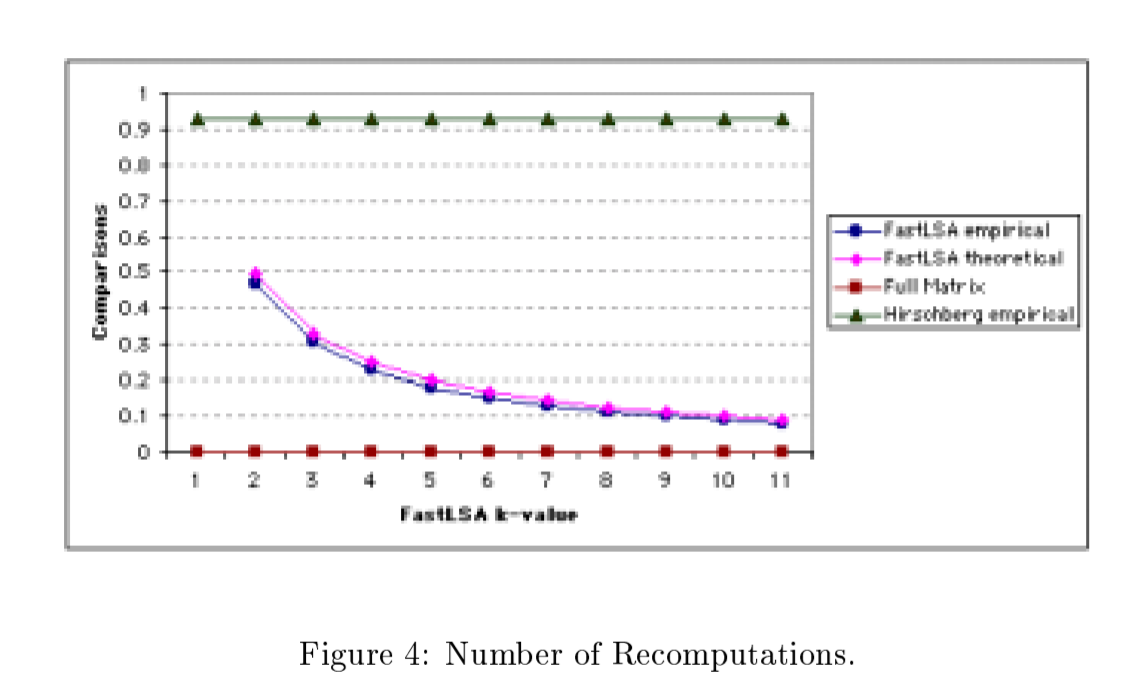 1
0.9
0.8
0.7
0.6
0.5
0.4
0.3
0.2
0.1
0
Comparisons
1 2 3 4 5 6 7 8 9 10 11
FastLSA k-value
FastLSA empirical
FastLSA theoretical
Full Matrix
Hirschberg empirical
Figure 4: Number of Recomputations.